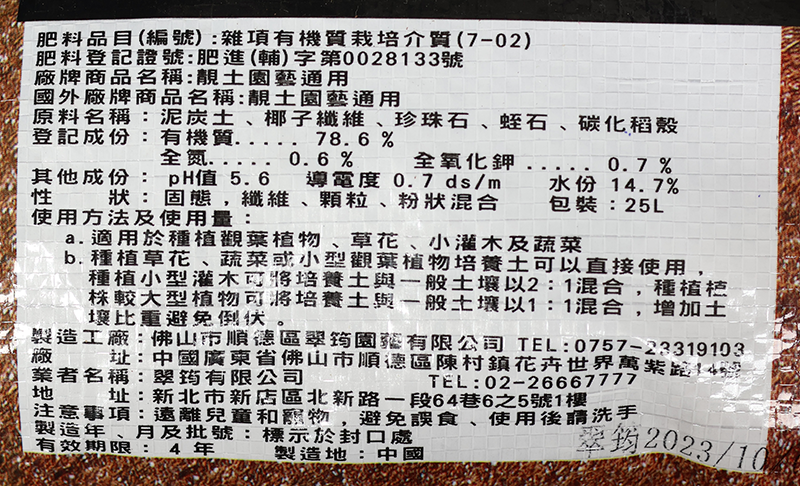 肥料品目(編號):雜項有機質栽培介質(7-02)
肥料登記證號:肥進(輔)字第0028133號
廠牌商品名稱:靚土園藝通用
國外廠牌商品名稱:靚土園藝通用
原料名稱：泥炭土、椰子纖維、珍珠石、蛭石、碳化稻殼
登記成份：有機質..... 78.6%
全氮..... 0.6% 全氧化鉀..... 0.7%
其他成份：pH值 5.6 導電度 0.7 ds/m 水份 14.7%
性 狀：固態，纖維、顆粒、粉狀混合 包裝：25L
使用方法及使用量：
a.適用於種植觀葉植物、草花、小灌木及蔬菜
b.種植草花、蔬菜或小型觀葉植物培養土可以直接使用，
種植小型灌木可將培養土與一般土壤以2：1混合，種植植
株較大型植物可將培養土與一般土壤以1：1混合，增加土
壤比重避免倒伏。
製造工廠:佛山市順德區翠筠園藝有限公司 TEL:0757-23319103
廠 址:中國廣東省佛山市順德區陳村鎮花卉世界萬紫路
業者名稱:翠筠有限公司 TEL:02-26667777
地 址:新北市新店區北新路一段64巷6之5號1樓
注意事項:遠離兒童和寵物，避免誤食、使用後請洗手
製造年、月及批號:標示於封口處
有效期限：4年 製造地:中國
翠筠2023/10